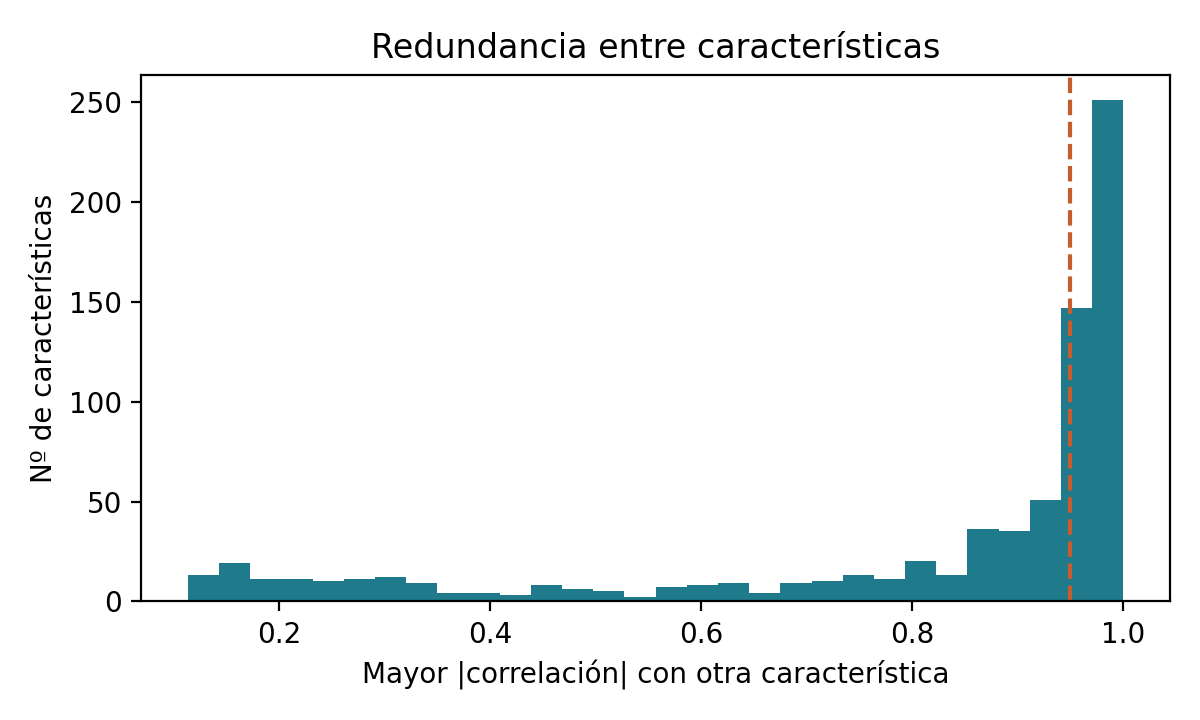 Redundancia entre características
Nº de características
250
200
150
100
50
0
0.2 0.4 0.6 0.8 1.0
Mayor |correlación| con otra característica